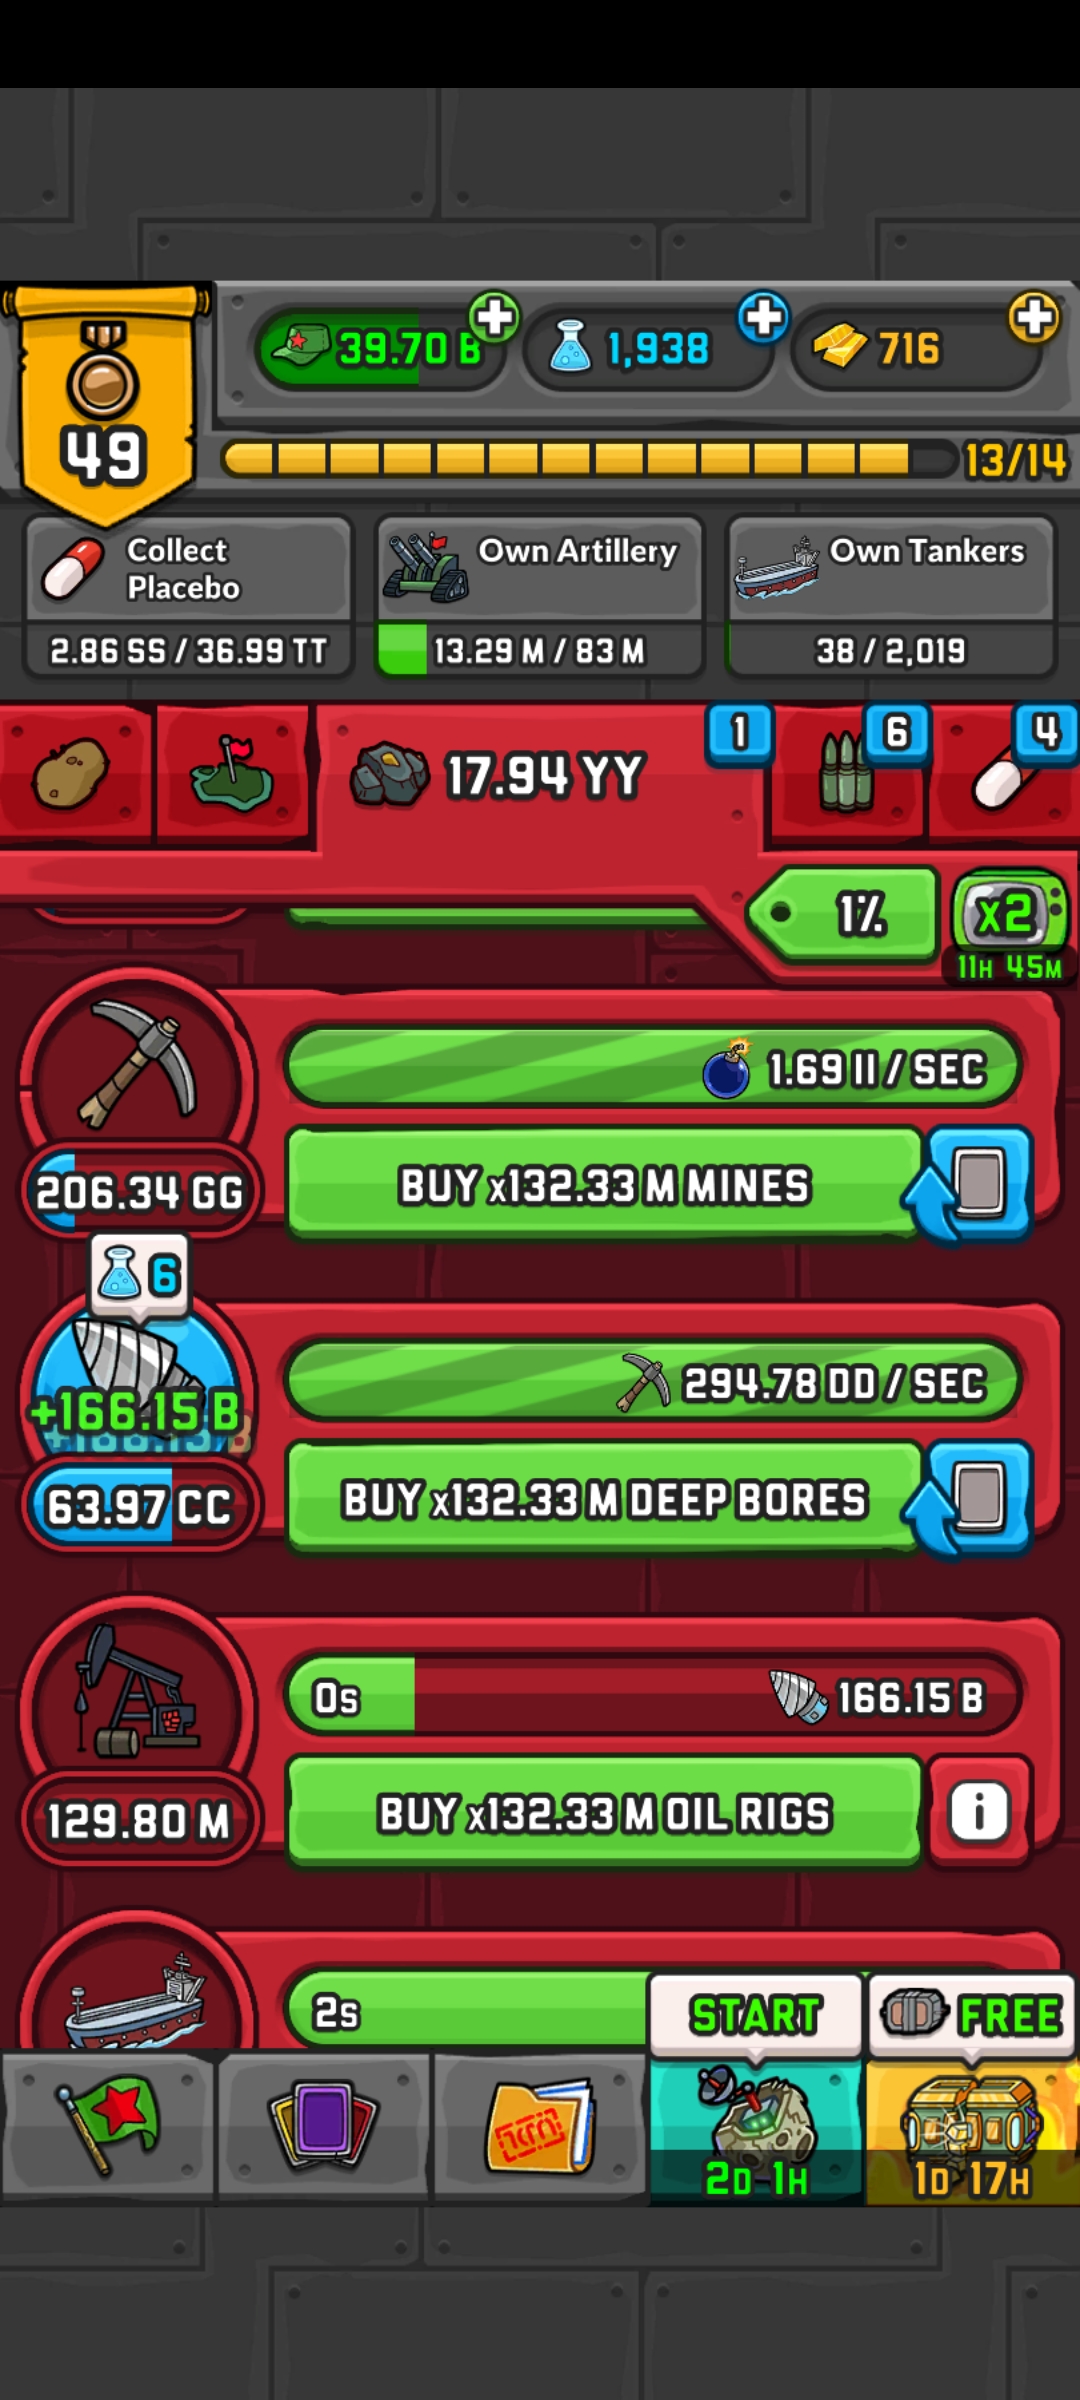 39.70 B
1,938
716
49
13/14
Collect
Placebo
Own Artillery
Own Tankers
2.86 SS / 36.99 TT
13.29 M / 83 M
38 / 2,019
17.94 YY
1
6
4
1%
x2
11H 45M
1.69 II / SEC
206.34 GG
BUY x132.33 M MINES
6
294.78 DD / SEC
+166.15 B
63.97 CC
BUY x132.33 M DEEP BORES
0s
166.15 B
129.80 M
BUY x132.33 M OIL RIGS
i
2s
START
FREE
2D 1H
1D 17H